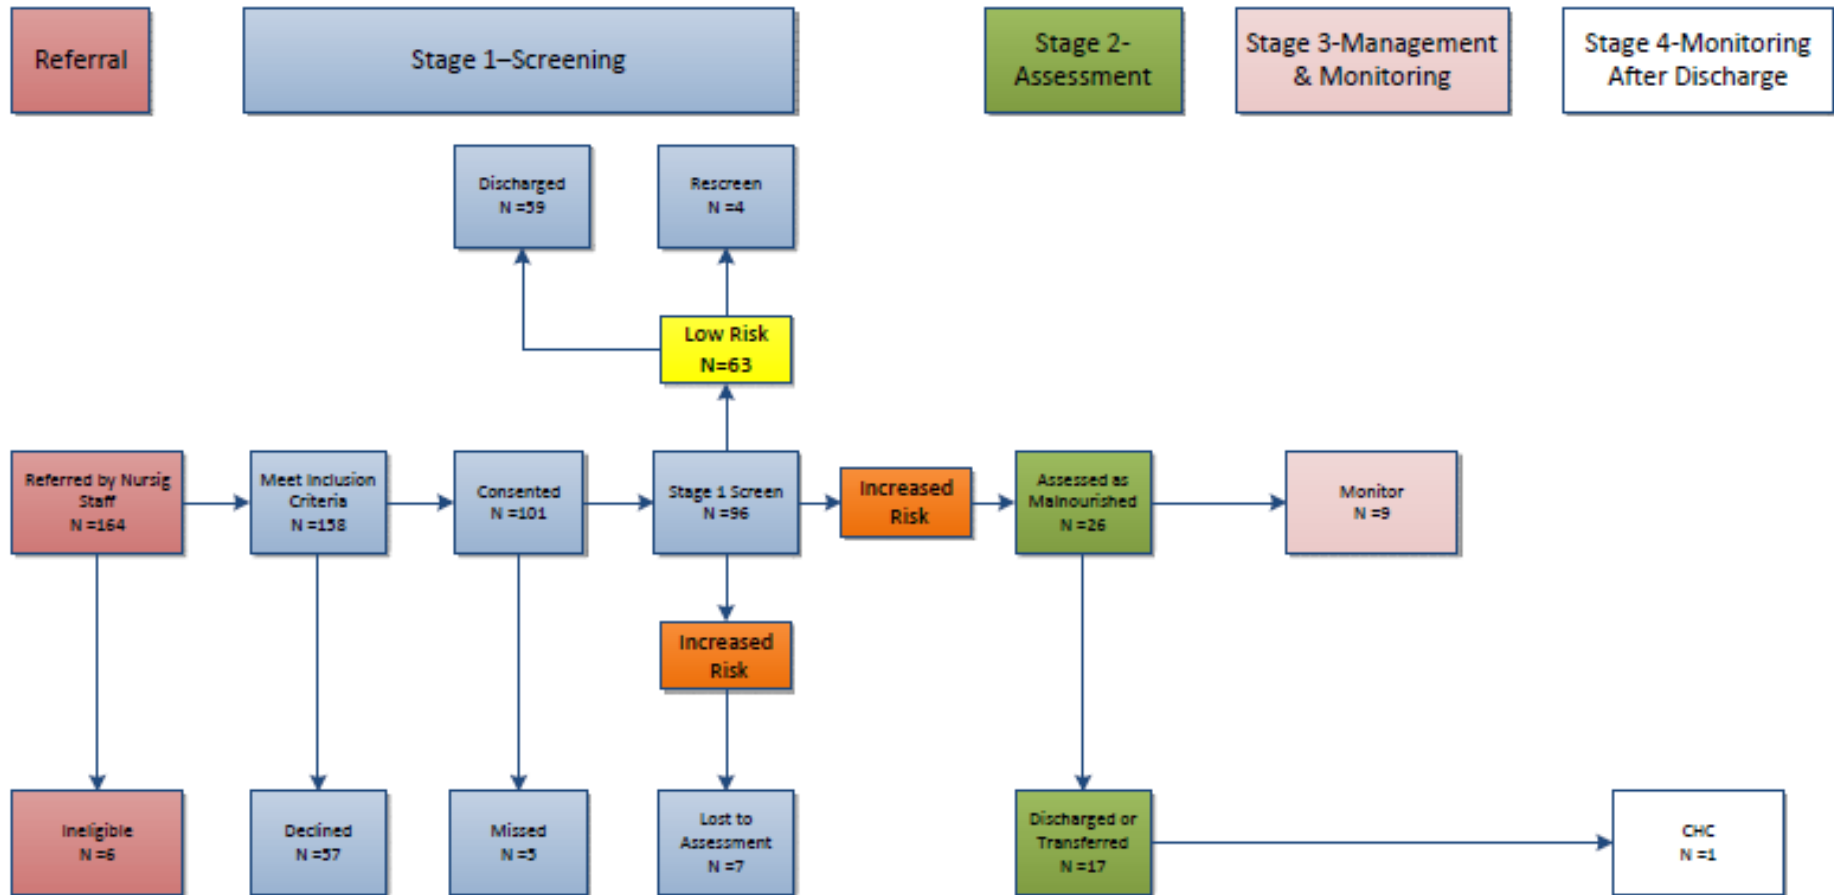 Referral
Stage 1–Screening
Stage 2-
Assessment
Stage 3-Management
& Monitoring
Stage 4-Monitoring
After Discharge
Discharged
N =59
Rescreen
N =4
Low Risk
N=63
Referred by Nursig
Staff
N =164
Meet Inclusion
Criteria
N =158
Consented
N =101
Stage 1 Screen
N =96
Increased
Risk
Assessed as
Malnourished
N =26
Monitor
N =9
Increased
Risk
Ineligible
N =6
Declined
N =57
Missed
N =5
Lost to
Assessment
N =7
Discharged or
Transferred
N =17
CHC
N =1